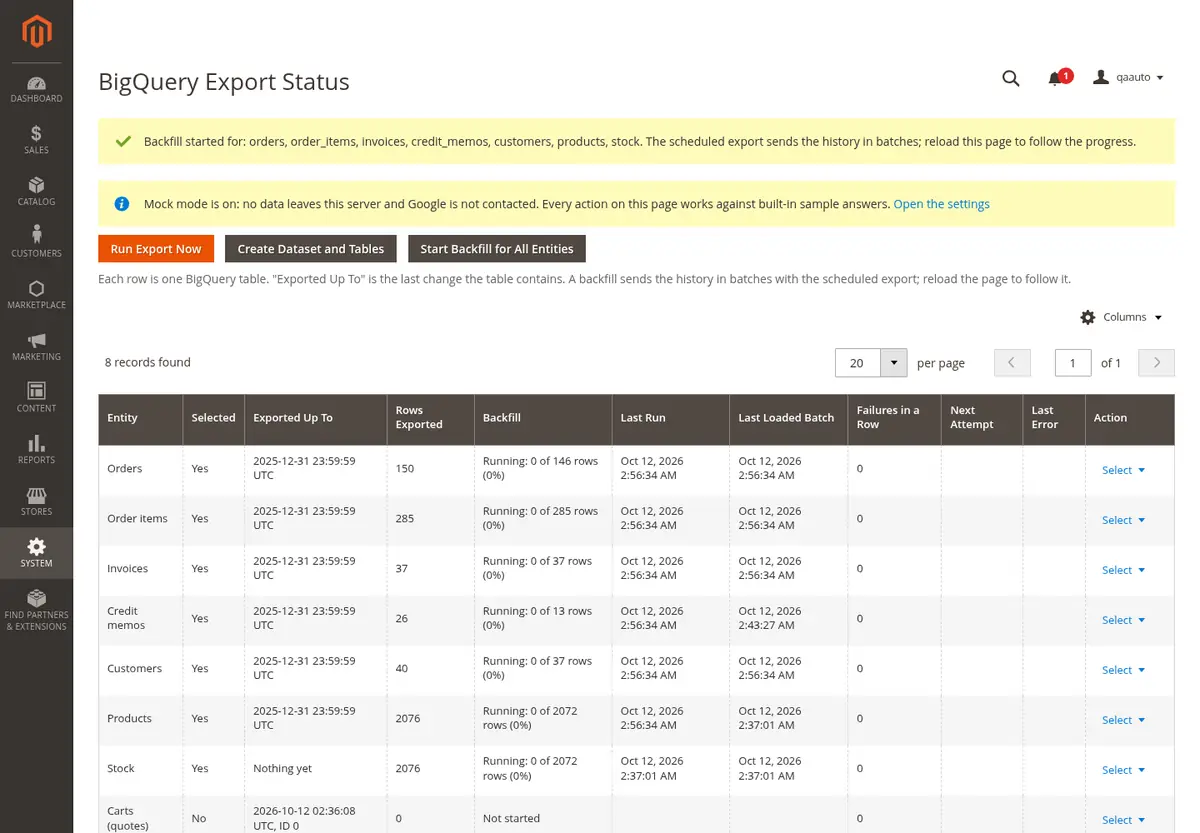 BigQuery Export Status
1
qaauto
DASHBOARD
SALES
CATALOG
CUSTOMERS
MARKETPLACE
MARKETING
CONTENT
REPORTS
STORES
SYSTEM
FIND PARTNERS
& EXTENSIONS
Backfill started for: orders, order_items, invoices, credit_memos, customers, products, stock. The scheduled export sends the history in batches; reload this page to follow the progress.
Mock mode is on: no data leaves this server and Google is not contacted. Every action on this page works against built-in sample answers. Open the settings
Run Export Now Create Dataset and Tables Start Backfill for All Entities
Each row is one BigQuery table. "Exported Up To" is the last change the table contains. A backfill sends the history in batches with the scheduled export; reload the page to follow it.
Columns
8 records found 20 per page 1 of 1
Entity Selected Exported Up To Rows Exported Backfill Last Run Last Loaded Batch Failures in a Row Next Attempt Last Error Action
Orders Yes 2025-12-31 23:59:59 UTC 150 Running: 0 of 146 rows (0%) Oct 12, 2026 2:56:34 AM Oct 12, 2026 2:56:34 AM 0 Select
Order items Yes 2025-12-31 23:59:59 UTC 285 Running: 0 of 285 rows (0%) Oct 12, 2026 2:56:34 AM Oct 12, 2026 2:56:34 AM 0 Select
Invoices Yes 2025-12-31 23:59:59 UTC 37 Running: 0 of 37 rows (0%) Oct 12, 2026 2:56:34 AM Oct 12, 2026 2:56:34 AM 0 Select
Credit memos Yes 2025-12-31 23:59:59 UTC 26 Running: 0 of 13 rows (0%) Oct 12, 2026 2:56:34 AM Oct 12, 2026 2:43:27 AM 0 Select
Customers Yes 2025-12-31 23:59:59 UTC 40 Running: 0 of 37 rows (0%) Oct 12, 2026 2:56:34 AM Oct 12, 2026 2:56:34 AM 0 Select
Products Yes 2025-12-31 23:59:59 UTC 2076 Running: 0 of 2072 rows (0%) Oct 12, 2026 2:56:34 AM Oct 12, 2026 2:37:01 AM 0 Select
Stock Yes Nothing yet 2076 Running: 0 of 2072 rows (0%) Oct 12, 2026 2:37:01 AM Oct 12, 2026 2:37:01 AM 0 Select
Carts (quotes) No 2026-10-12 02:36:08 UTC, ID 0 0 Not started 0 Select